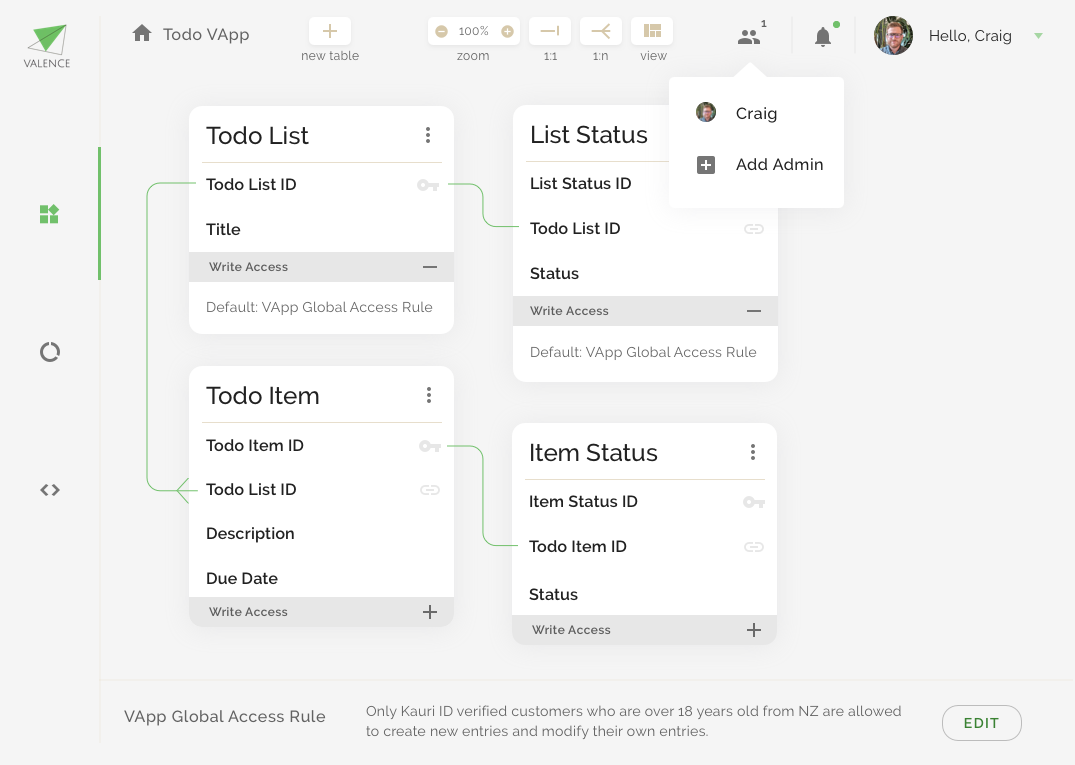 VALENCE
Todo VApp
new table
100%
zoom
1:1
1:n
view
1
Hello, Craig
Craig
Add Admin
Todo List
Todo List ID
Title
Write Access
Default: VApp Global Access Rule
List Status
List Status ID
Todo List ID
Status
Write Access
Default: VApp Global Access Rule
Todo Item
Todo Item ID
Todo List ID
Description
Due Date
Write Access
Item Status
Item Status ID
Todo Item ID
Status
Write Access
VApp Global Access Rule
Only Kauri ID verified customers who are over 18 years old from NZ are allowed
to create new entries and modify their own entries.
EDIT